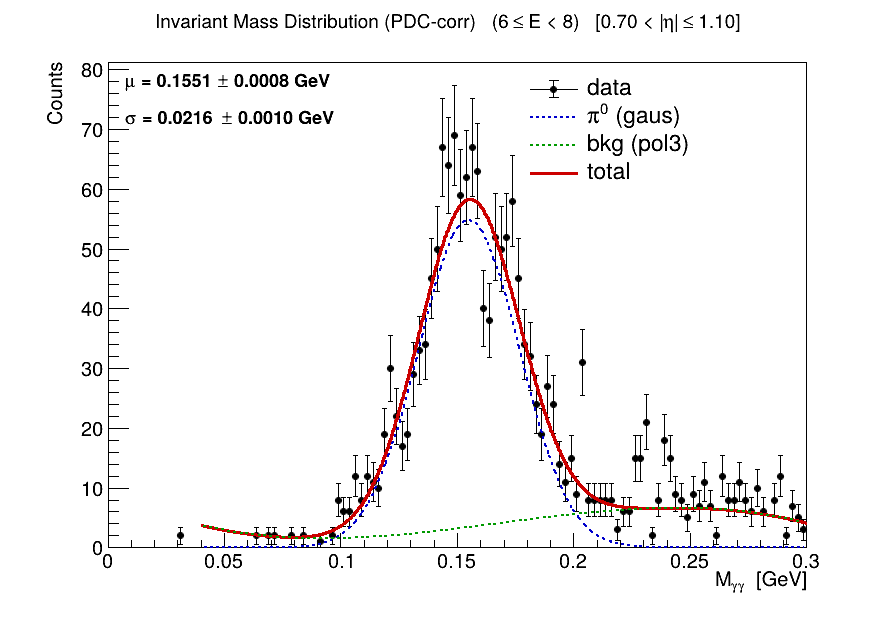 Invariant Mass Distribution (PDC-corr) (6 ≤ E < 8) [0.70 < |η| ≤ 1.10]
μ = 0.1551 ± 0.0008 GeV
σ = 0.0216 ± 0.0010 GeV
data
π⁰ (gaus)
bkg (pol3)
total
Counts
80
70
60
50
40
30
20
10
0
0 0.05 0.1 0.15 0.2 0.25 0.3
Mγγ [GeV]